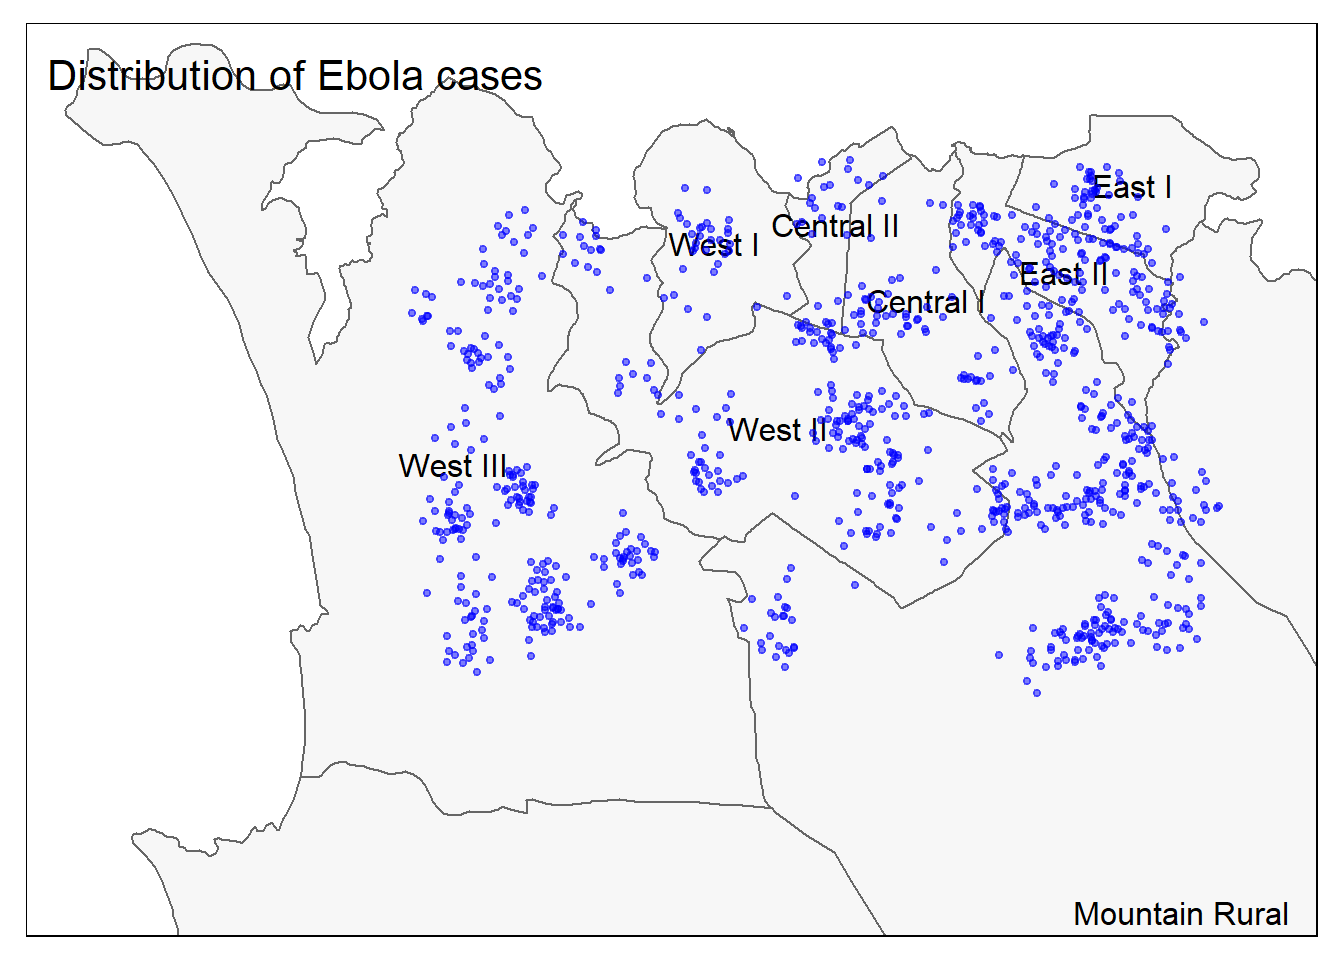 Distribution of Ebola cases
East I
Central II
West I
East II
Central I
West II
West III
Mountain Rural